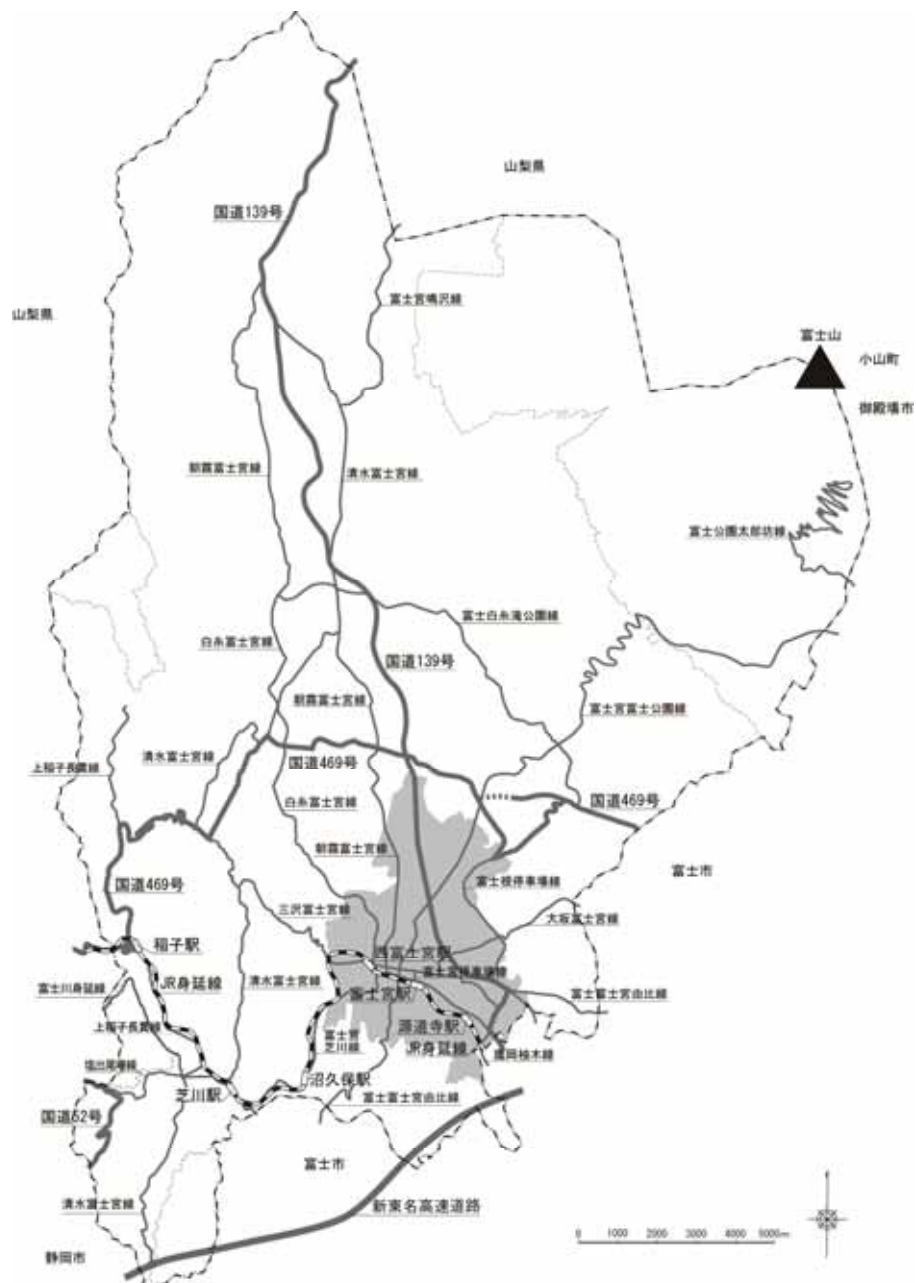 山梨県
国道139号
富士宮鳴沢線
山梨県
富士山
小山町
御殿場市
朝霧富士宮線
清水富士宮線
富士公園太郎坊線
富士白糸滝公園線
白糸富士宮線
国道139号
朝霧富士宮線
富士宮富士公園線
清水富士宮線
国道469号
上稲子長貫線
白糸富士宮線
国道469号
朝霧富士宮線
富士市
国道469号
富士根停車場線
三沢富士宮線
大坂富士宮線
稲子駅
西富士宮駅
JR身延線
清水富士宮線
富士川身延線
富士宮駅
富士富士宮由比線
上稲子長貫線
源道寺駅
富士宮
芝川線
JR身延線
鷹岡柚木線
塩出尾崎線
沼久保駅
芝川駅
富士富士宮由比線
国道52号
富士市
清水富士宮線
新東名高速道路
静岡市
0 1000 2000 3000 4000 5000m